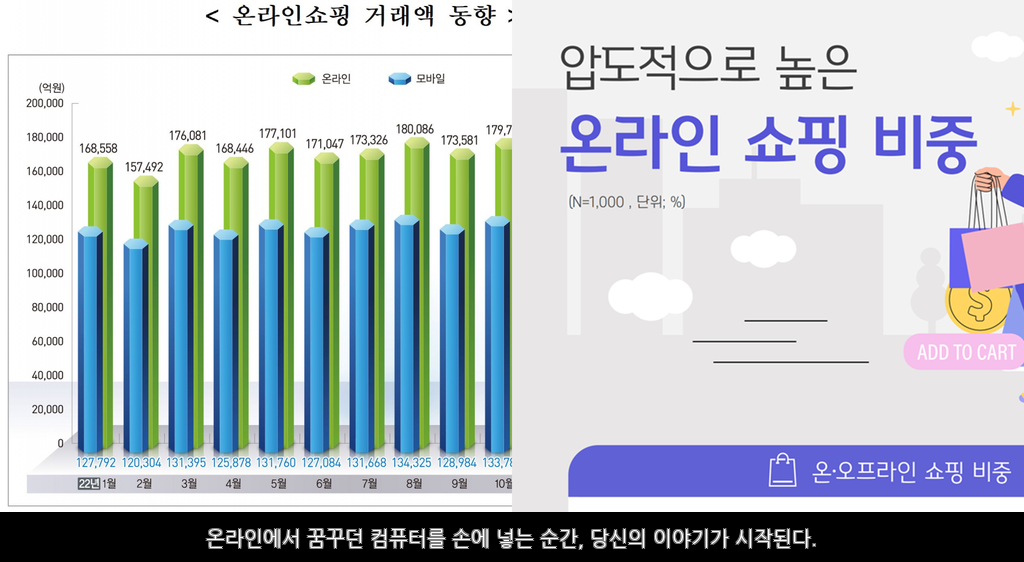 < 온라인쇼핑 거래액 동향 >
(억원)
온라인
모바일
200,000
180,000
160,000
140,000
120,000
100,000
80,000
60,000
40,000
20,000
0
168,558
157,492
176,081
168,446
177,101
171,047
173,326
180,086
173,581
179,7
127,792
120,304
131,395
125,878
131,760
127,084
131,668
134,325
128,984
133,78
22년 1월
2월
3월
4월
5월
6월
7월
8월
9월
10월
압도적으로 높은
온라인 쇼핑 비중
(N=1,000 , 단위; %)
ADD TO CART
온·오프라인 쇼핑 비중
온라인에서 꿈꾸던 컴퓨터를 손에 넣는 순간, 당신의 이야기가 시작된다.